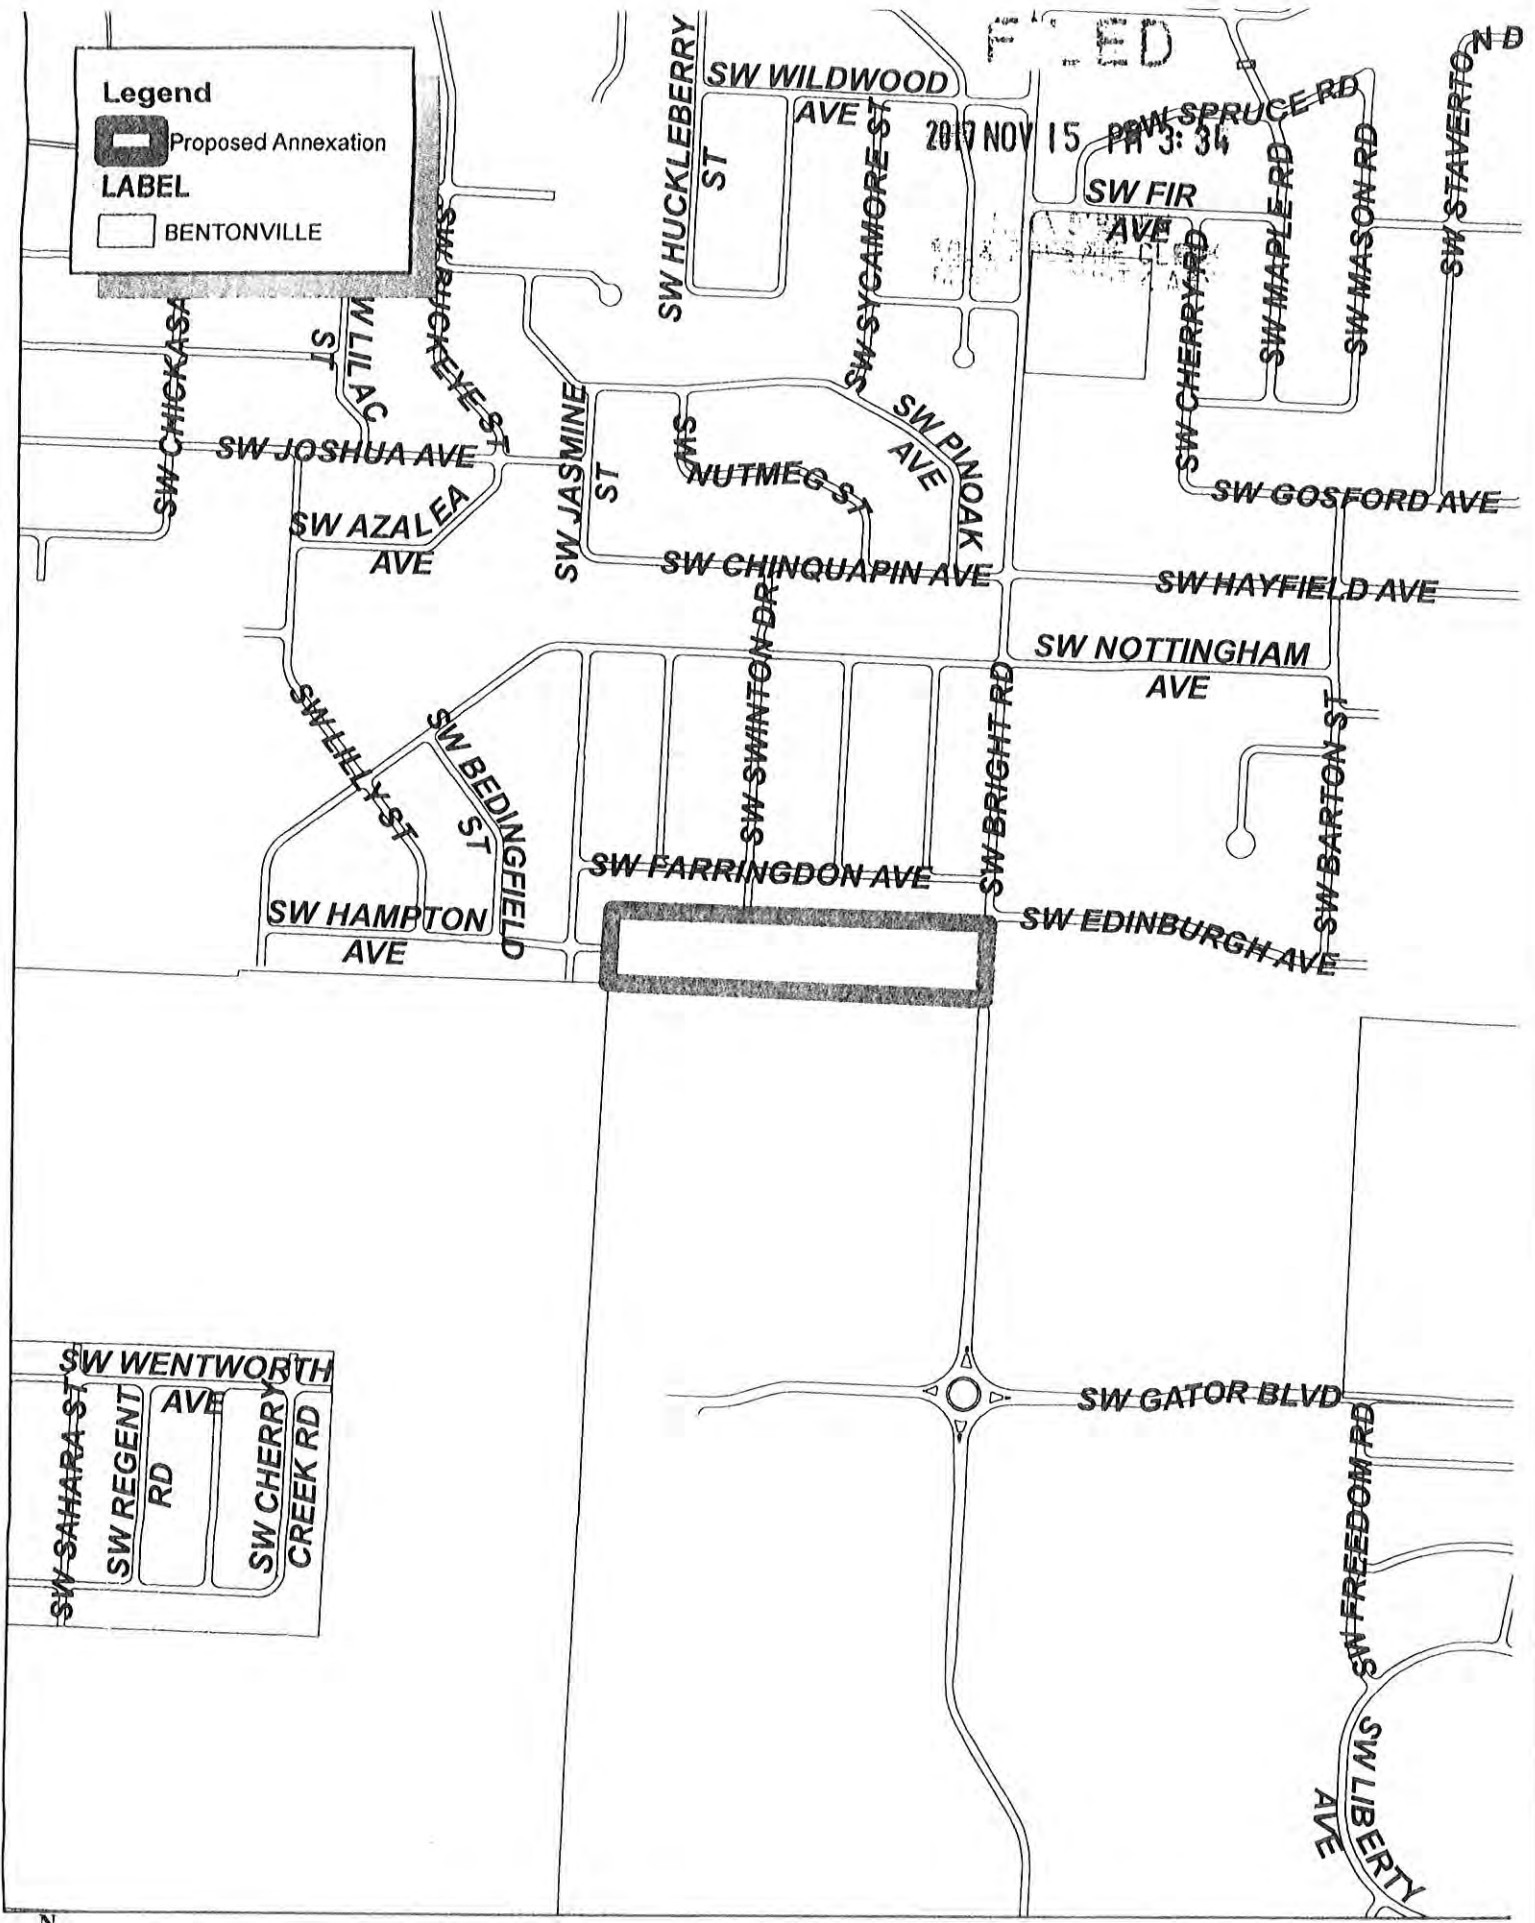 Legend
Proposed Annexation
LABEL
BENTONVILLE
2017 NOV 15 PM 3: 34
N D
SW HUCKLEBERRY
ST
SW WILDWOOD
AVE
SW SYCAMORE ST
SW SPRUCE RD
SW FIR
AVE
SW CHERRY RD
SW MAPLE RD
SW MASON RD
SW STAVERTO
SW CHICKASA
W LILAC
ST
SW BUCKEYE ST
SW JOSHUA AVE
SW AZALEA
AVE
SW JASMINE
ST
SW
NUTMEG ST
SW PINOAK
AVE
SW GOSFORD AVE
SW CHINQUAPIN AVE
SW HAYFIELD AVE
SW SWINTON DR
SW NOTTINGHAM
AVE
SW LILLY ST
SW BEDINGFIELD
ST
SW BRIGHT RD
SW BARTON ST
SW FARRINGDON AVE
SW HAMPTON
AVE
SW EDINBURGH AVE
SW WENTWORTH
AVE
SW SAHARA ST
SW REGENT
RD
SW CHERRY
CREEK RD
SW GATOR BLVD
SW FREEDOM RD
SW LIBERTY
AVE
N